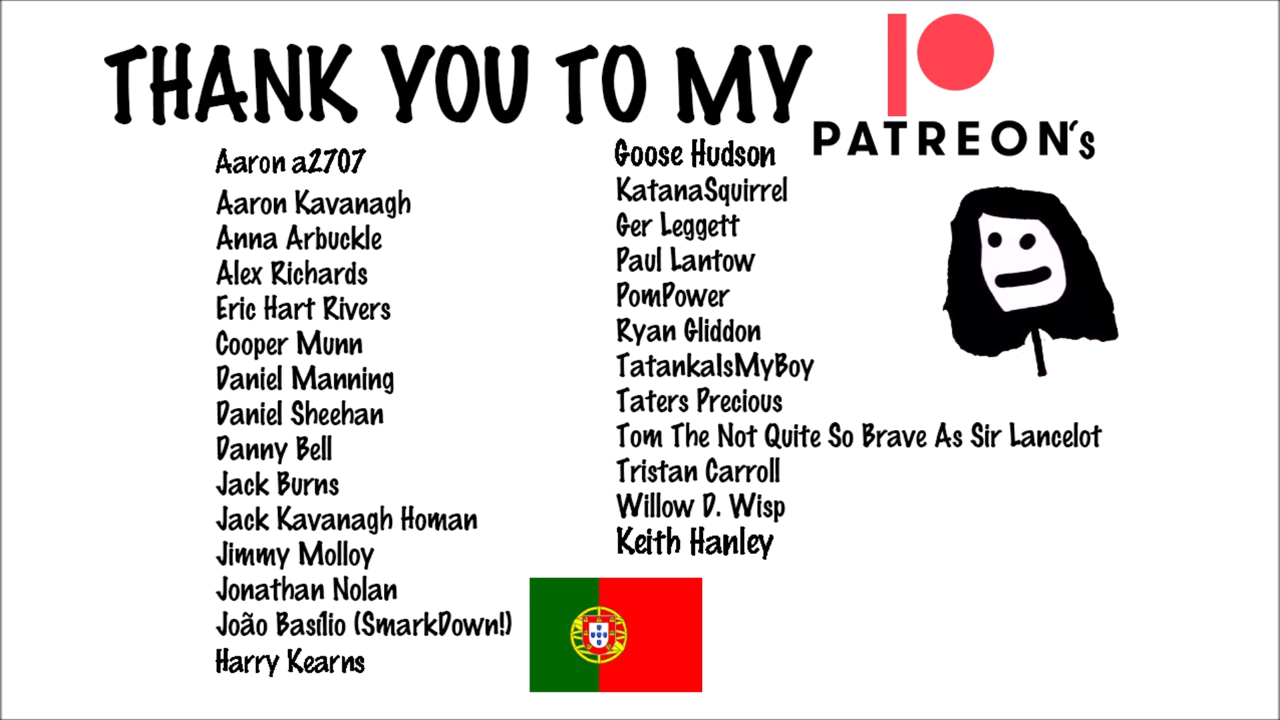 THANK YOU TO MY
PATREON's
Aaron a2707
Aaron Kavanagh
Anna Arbuckle
Alex Richards
Eric Hart Rivers
Cooper Munn
Daniel Manning
Daniel Sheehan
Danny Bell
Jack Burns
Jack Kavanagh Homan
Jimmy Molloy
Jonathan Nolan
João Basílio (SmarkDown!)
Harry Kearns
Goose Hudson
KatanaSquirrel
Ger Leggett
Paul Lantow
PomPower
Ryan Gliddon
TatankaIsMyBoy
Taters Precious
Tom The Not Quite So Brave As Sir Lancelot
Tristan Carroll
Willow D. Wisp
Keith Hanley